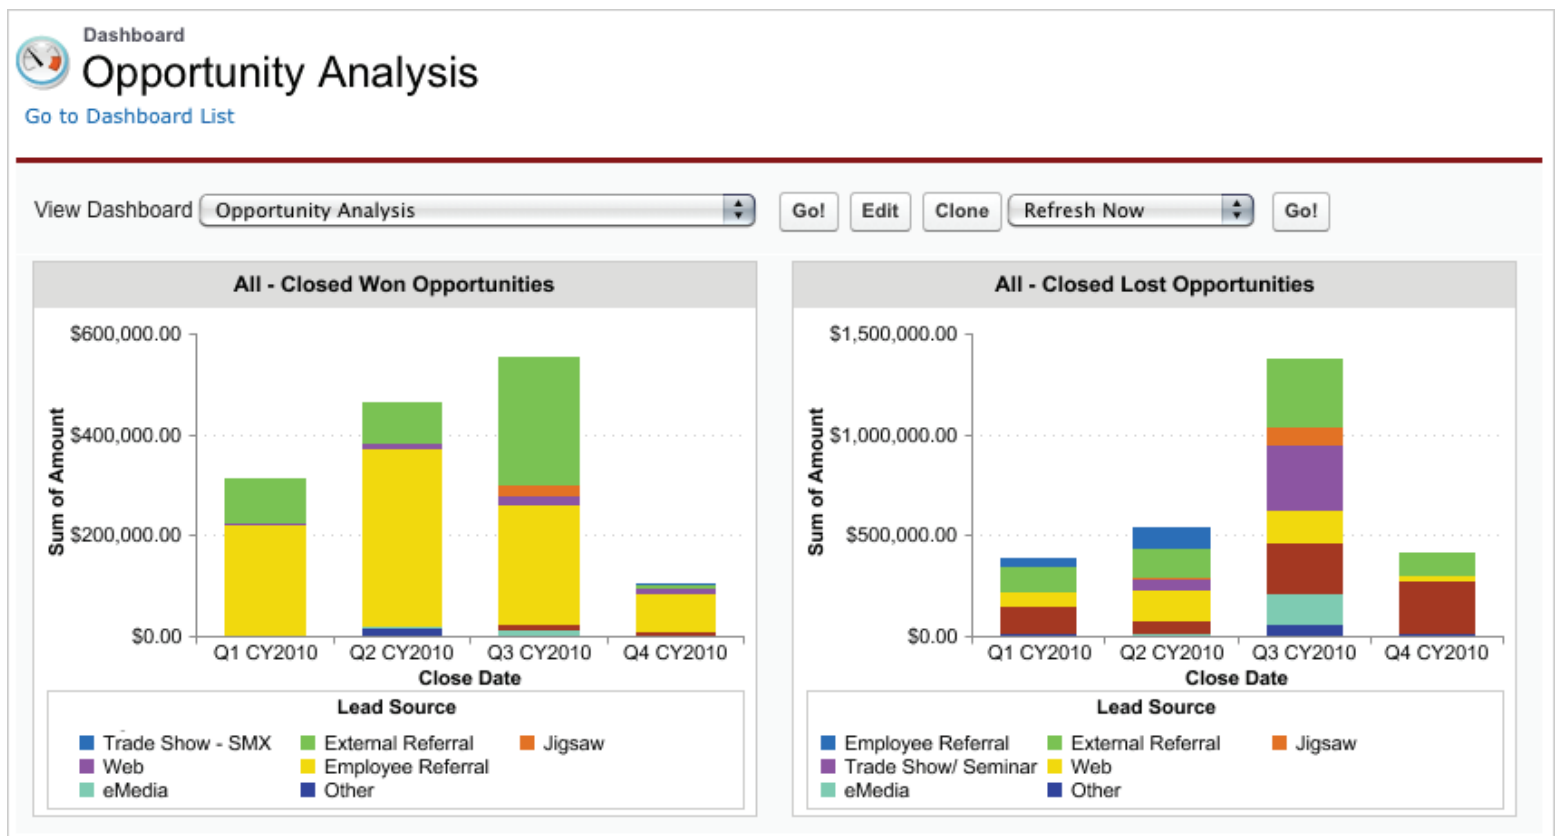 Dashboard
Opportunity Analysis
Go to Dashboard List
View Dashboard Opportunity Analysis Go! Edit Clone Refresh Now Go!
All - Closed Won Opportunities
$600,000.00
$400,000.00
$200,000.00
$0.00
Sum of Amount
Q1 CY2010 Q2 CY2010 Q3 CY2010 Q4 CY2010
Close Date
Lead Source
Trade Show - SMX External Referral Jigsaw
Web Employee Referral
eMedia Other
All - Closed Lost Opportunities
$1,500,000.00
$1,000,000.00
$500,000.00
$0.00
Sum of Amount
Q1 CY2010 Q2 CY2010 Q3 CY2010 Q4 CY2010
Close Date
Lead Source
Employee Referral External Referral Jigsaw
Trade Show/ Seminar Web
eMedia Other